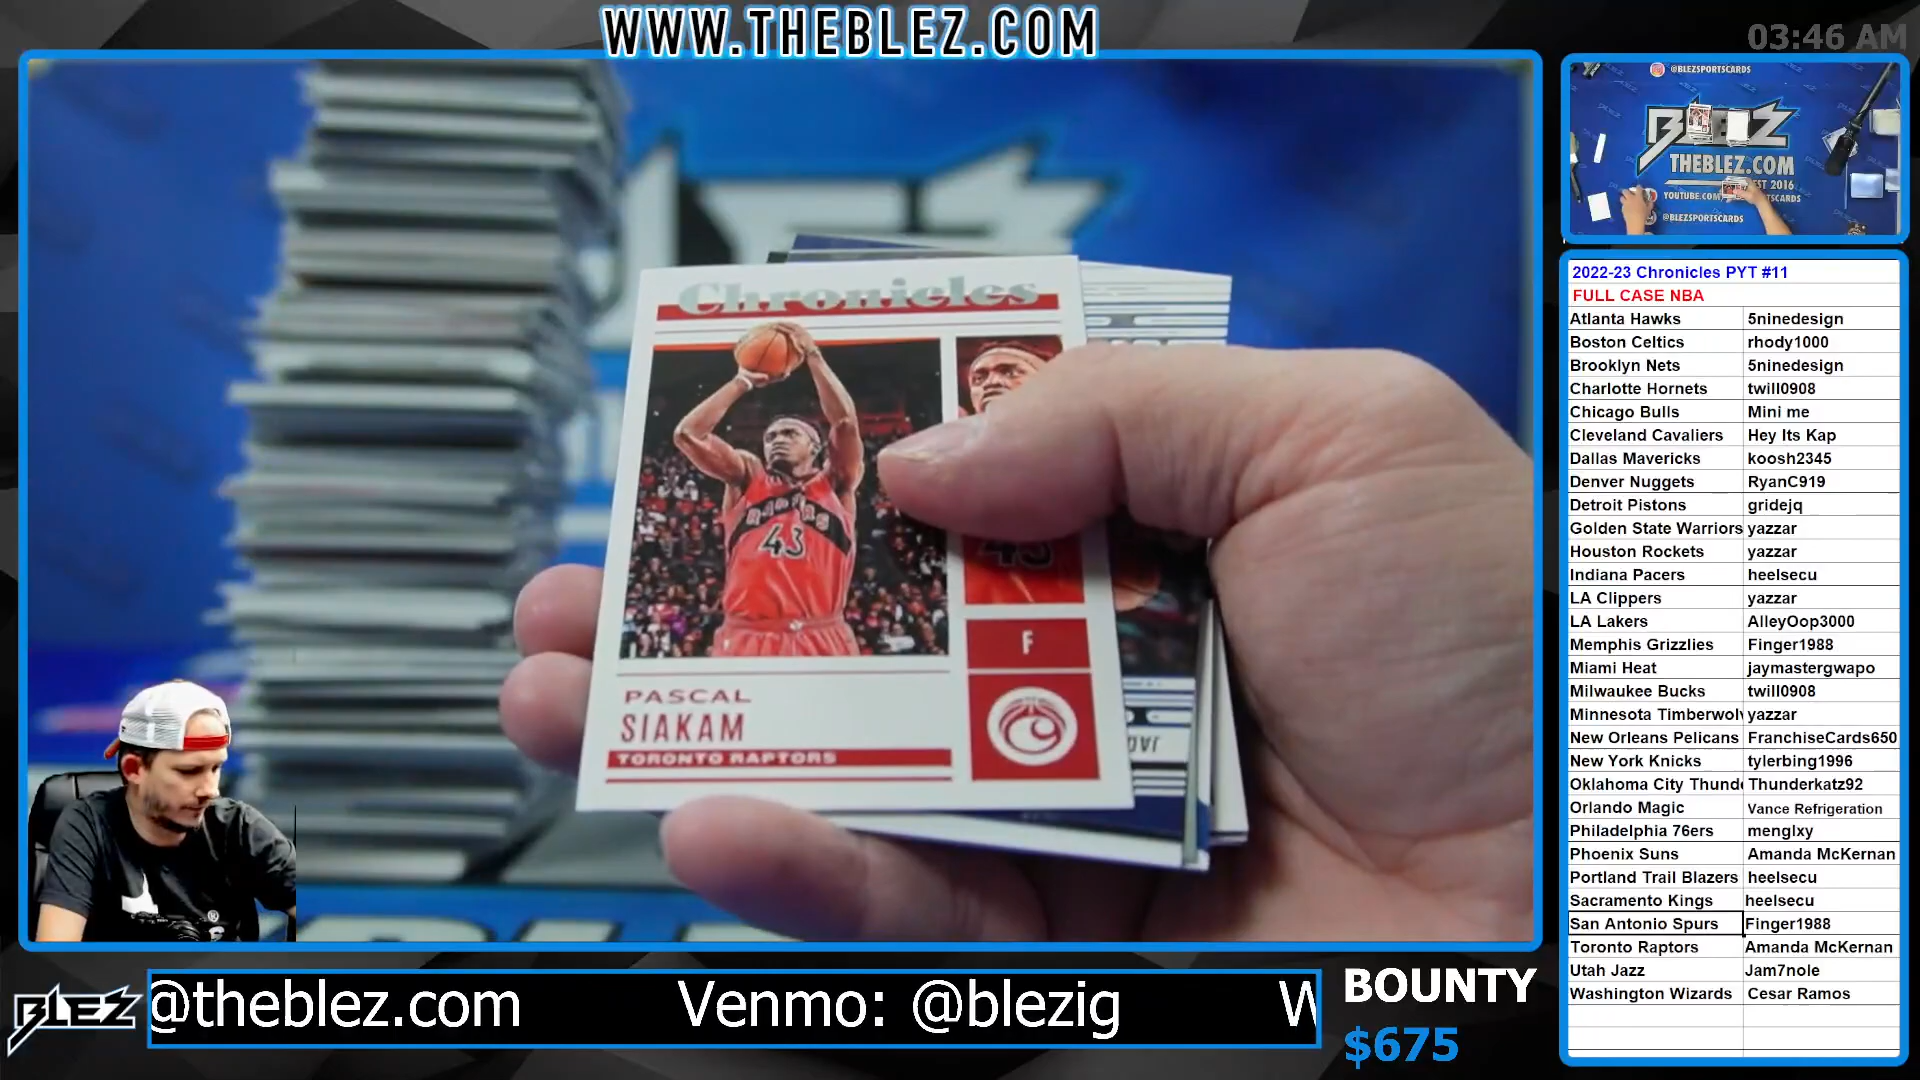 WWW.THEBLEZ.COM
03:46 AM
@BLEZSPORTSCARDS
BLEZ
THEBLEZ.COM
EST 2016
YOUTUBE.COM/
@BLEZSPORTSCARDS
Chronicles
RAPTORS
43
43
F
PASCAL
SIAKAM
TORONTO RAPTORS
2022-23 Chronicles PYT #11
FULL CASE NBA
Atlanta Hawks 5ninedesign
Boston Celtics rhody1000
Brooklyn Nets 5ninedesign
Charlotte Hornets twill0908
Chicago Bulls Mini me
Cleveland Cavaliers Hey Its Kap
Dallas Mavericks koosh2345
Denver Nuggets RyanC919
Detroit Pistons gridejq
Golden State Warriors yazzar
Houston Rockets yazzar
Indiana Pacers heelsecu
LA Clippers yazzar
LA Lakers AlleyOop3000
Memphis Grizzlies Finger1988
Miami Heat jaymastergwapo
Milwaukee Bucks twill0908
Minnesota Timberwolv yazzar
New Orleans Pelicans FranchiseCards650
New York Knicks tylerbing1996
Oklahoma City Thunde Thunderkatz92
Orlando Magic Vance Refrigeration
Philadelphia 76ers menglxy
Phoenix Suns Amanda McKernan
Portland Trail Blazers heelsecu
Sacramento Kings heelsecu
San Antonio Spurs Finger1988
Toronto Raptors Amanda McKernan
Utah Jazz Jam7nole
Washington Wizards Cesar Ramos
BLEZ
@theblez.com Venmo: @blezig W
BOUNTY
$675